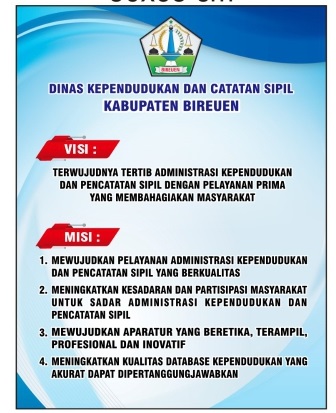 BIREUEN
DINAS KEPENDUDUKAN DAN CATATAN SIPIL
KABUPATEN BIREUEN
VISI :
TERWUJUDNYA TERTIB ADMINISTRASI KEPENDUDUKAN
DAN PENCATATAN SIPIL DENGAN PELAYANAN PRIMA
YANG MEMBAHAGIAKAN MASYARAKAT
MISI :
1. MEWUJUDKAN PELAYANAN ADMINISTRASI KEPENDUDUKAN
DAN PENCATATAN SIPIL YANG BERKUALITAS
2. MENINGKATKAN KESADARAN DAN PARTISIPASI MASYARAKAT
UNTUK SADAR ADMINISTRASI KEPENDUDUKAN DAN
PENCATATAN SIPIL
3. MEWUJUDKAN APARATUR YANG BERETIKA, TERAMPIL,
PROFESIONAL DAN INOVATIF
4. MENINGKATKAN KUALITAS DATABASE KEPENDUDUKAN YANG
AKURAT DAPAT DIPERTANGGUNGJAWABKAN